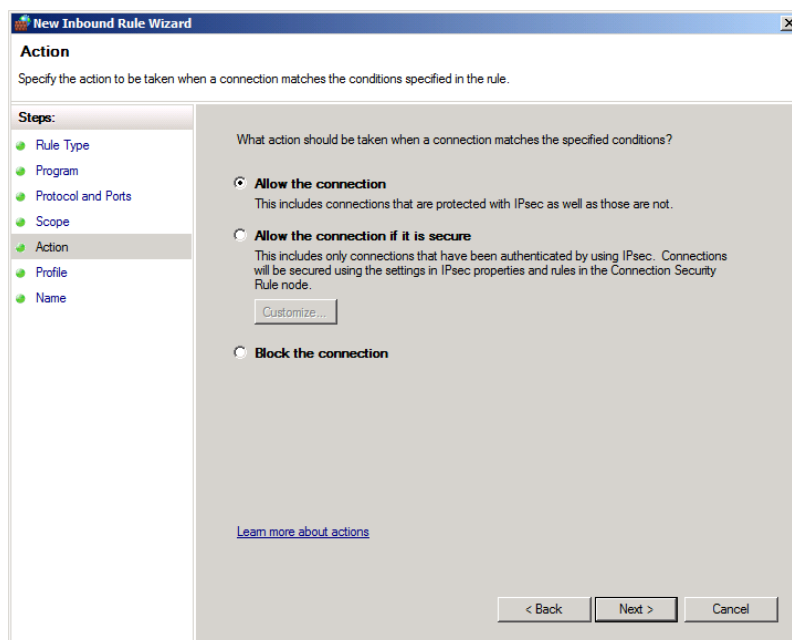 New Inbound Rule Wizard
Action
Specify the action to be taken when a connection matches the conditions specified in the rule.
Steps:
Rule Type
Program
Protocol and Ports
Scope
Action
Profile
Name
What action should be taken when a connection matches the specified conditions?
Allow the connection
This includes connections that are protected with IPsec as well as those are not.
Allow the connection if it is secure
This includes only connections that have been authenticated by using IPsec. Connections
will be secured using the settings in IPsec properties and rules in the Connection Security
Rule node.
Customize...
Block the connection
Learn more about actions
< Back
Next >
Cancel